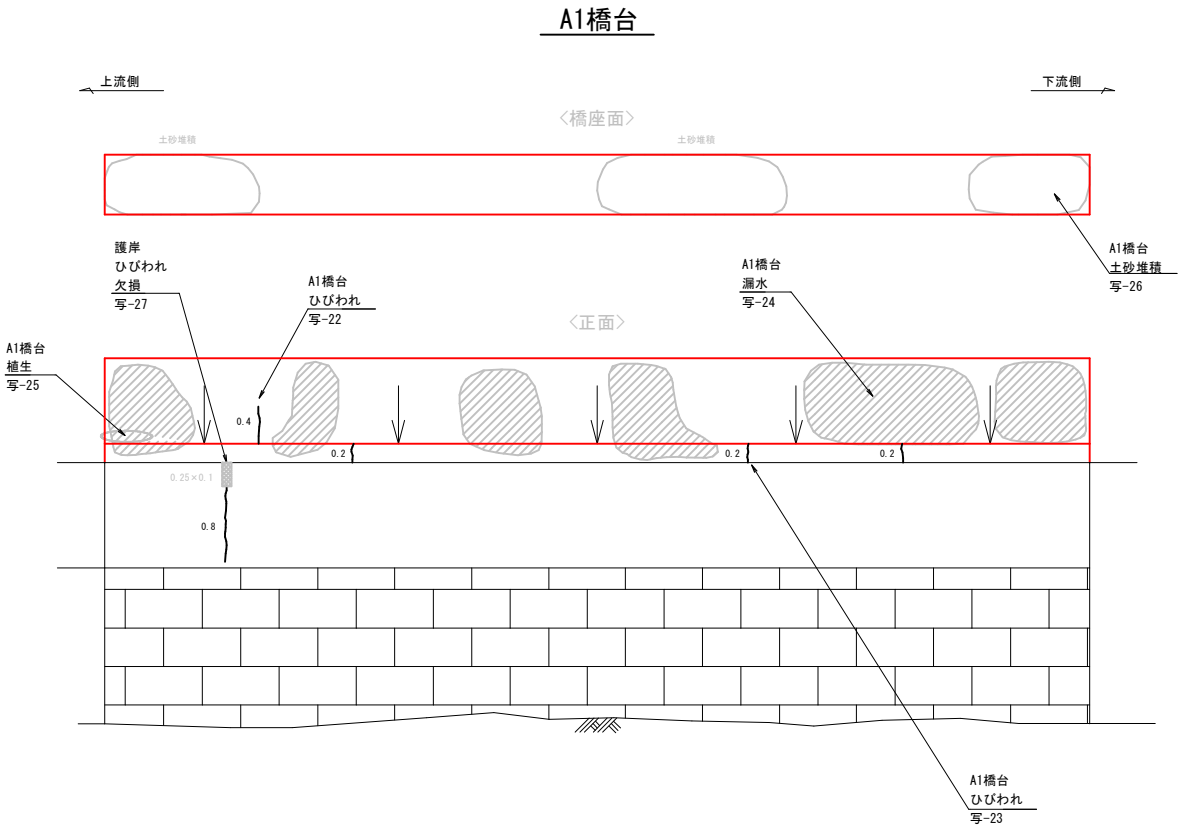 A1橋台
上流側
下流側
〈橋座面〉
土砂堆積
土砂堆積
A1橋台
土砂堆積
写-26
護岸
ひびわれ
欠損
写-27
A1橋台
ひびわれ
写-22
A1橋台
漏水
写-24
〈正面〉
A1橋台
植生
写-25
0.4
0.2
0.2
0.2
0.25×0.1
0.8
A1橋台
ひびわれ
写-23